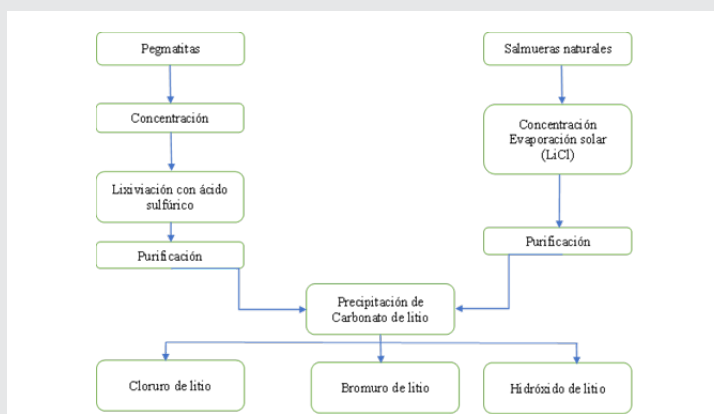 Pegmatitas
Salmueras naturales
Concentración
Concentración
Evaporación solar
(LiCl)
Lixiviación con ácido
sulfúrico
Purificación
Purificación
Precipitación de
Carbonato de litio
Cloruro de litio
Bromuro de litio
Hidróxido de litio